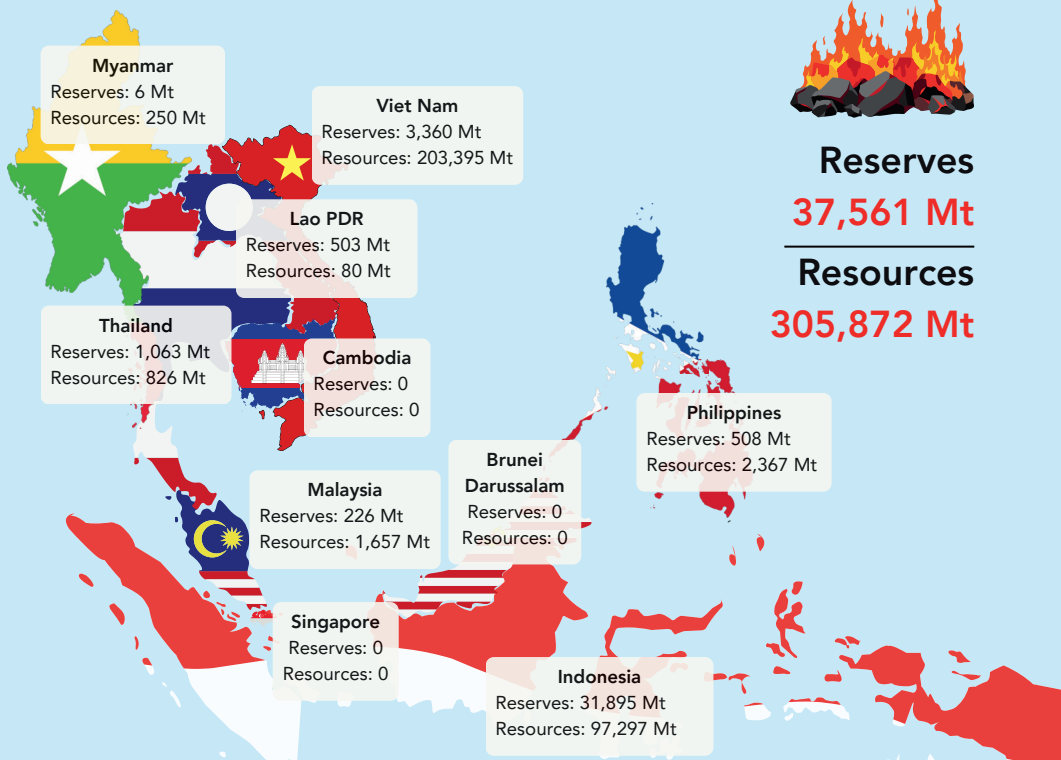 Myanmar
Reserves: 6 Mt
Resources: 250 Mt
Viet Nam
Reserves: 3,360 Mt
Resources: 203,395 Mt
Lao PDR
Reserves: 503 Mt
Resources: 80 Mt
Thailand
Reserves: 1,063 Mt
Resources: 826 Mt
Cambodia
Reserves: 0
Resources: 0
Reserves
37,561 Mt
Resources
305,872 Mt
Philippines
Reserves: 508 Mt
Resources: 2,367 Mt
Brunei
Darussalam
Reserves: 0
Resources: 0
Malaysia
Reserves: 226 Mt
Resources: 1,657 Mt
Singapore
Reserves: 0
Resources: 0
Indonesia
Reserves: 31,895 Mt
Resources: 97,297 Mt